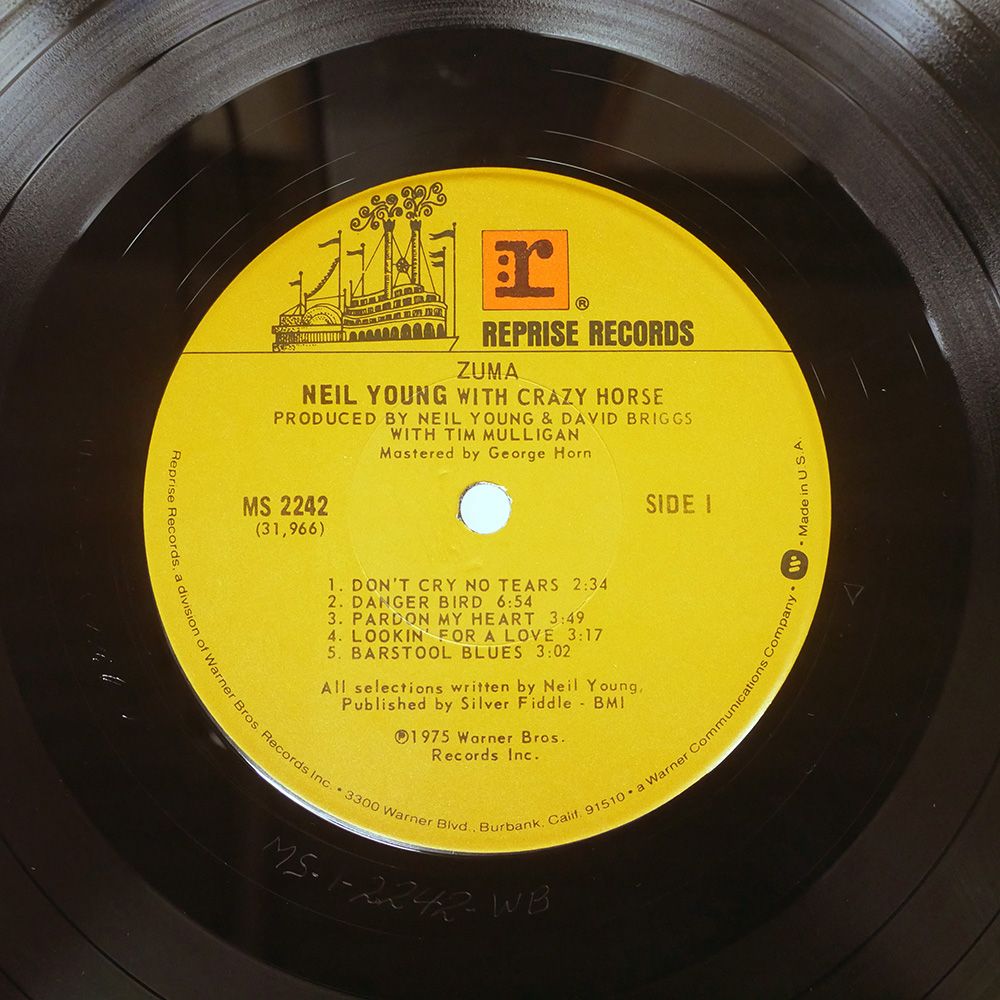 r
®
REPRISE RECORDS
ZUMA
NEIL YOUNG WITH CRAZY HORSE
PRODUCED BY NEIL YOUNG & DAVID BRIGGS
WITH TIM MULLIGAN
Mastered by George Horn
MS 2242
(31,966)
SIDE 1
1. DON'T CRY NO TEARS 2:34
2. DANGER BIRD 6:54
3. PARDON MY HEART 3:49
4. LOOKIN' FOR A LOVE 3:17
5. BARSTOOL BLUES 3:02
All selections written by Neil Young,
Published by Silver Fiddle - BMI
℗1975 Warner Bros.
Records Inc.
Reprise Records, a division of Warner Bros. Records Inc. • 3300 Warner Blvd., Burbank, Calif. 91510 • a Warner Communications Company • W • Made in U.S.A.
MS-1-2242-WB